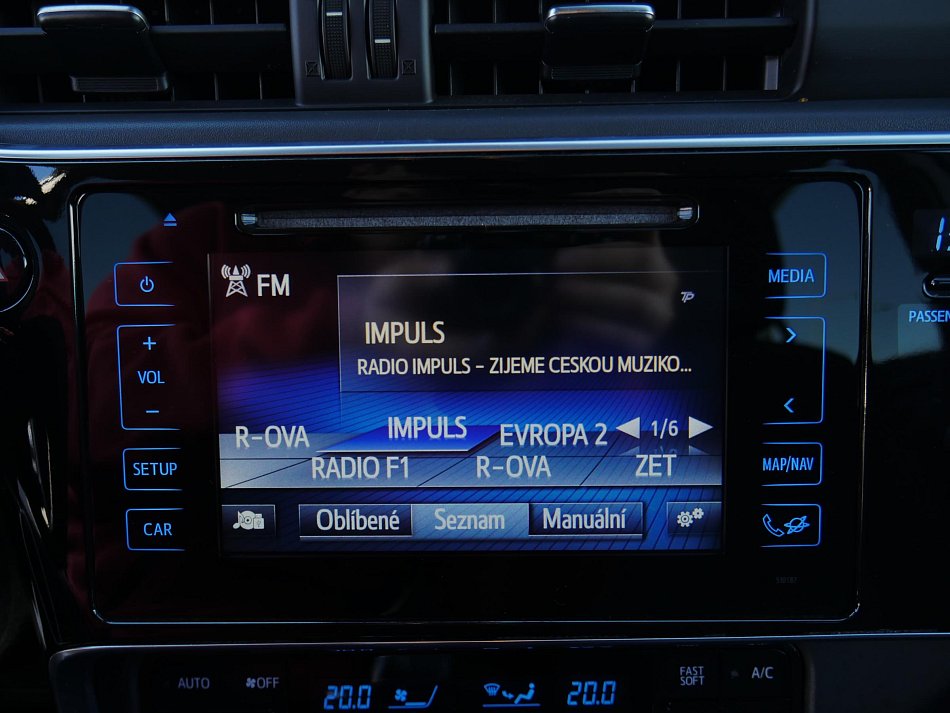 FM
MEDIA
TP
IMPULS
RADIO IMPULS - ZIJEME CESKOU MUZIKO...
+
VOL
−
PASSEN
R-OVA IMPULS EVROPA 2 1/6
RADIO F1 R-OVA ZET
SETUP
MAP/NAV
Oblíbené Seznam Manuální
CAR
AUTO OFF 20.0 20.0 FAST SOFT A/C